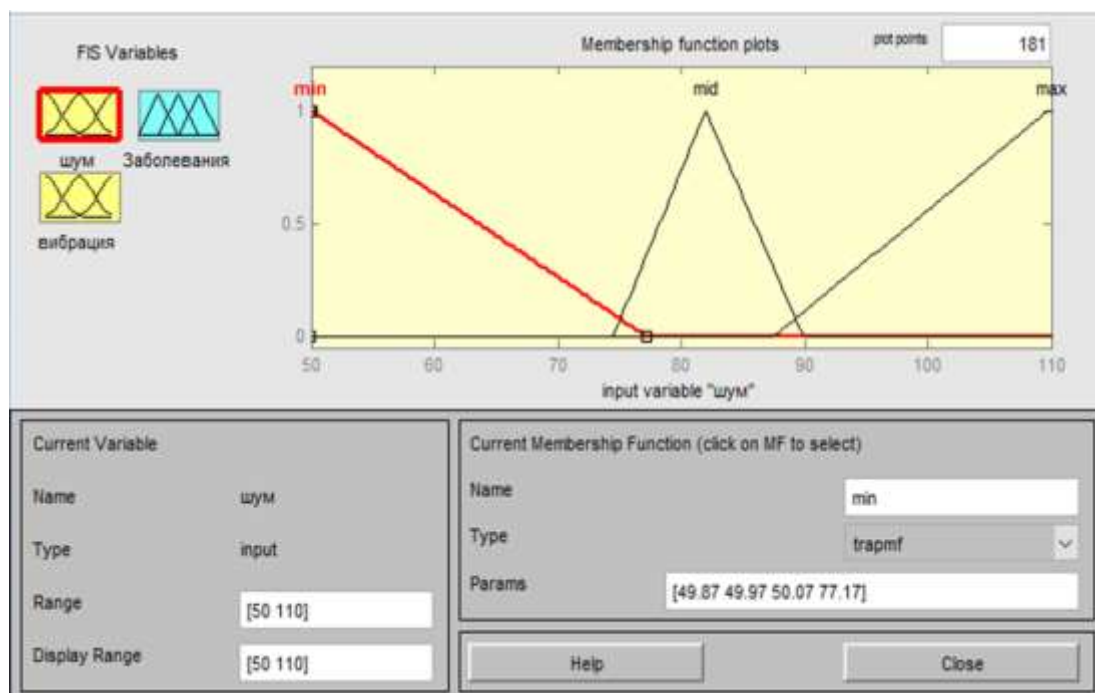 FIS Variables
Membership function plots
plot points
181
шум
Заболевания
вибрация
min
mid
max
1
0.5
0
50 60 70 80 90 100 110
input variable "шум"
Current Variable
Name шум
Type input
Range [50 110]
Display Range [50 110]
Current Membership Function (click on MF to select)
Name min
Type trapmf
Params [49.87 49.97 50.07 77.17]
Help
Close